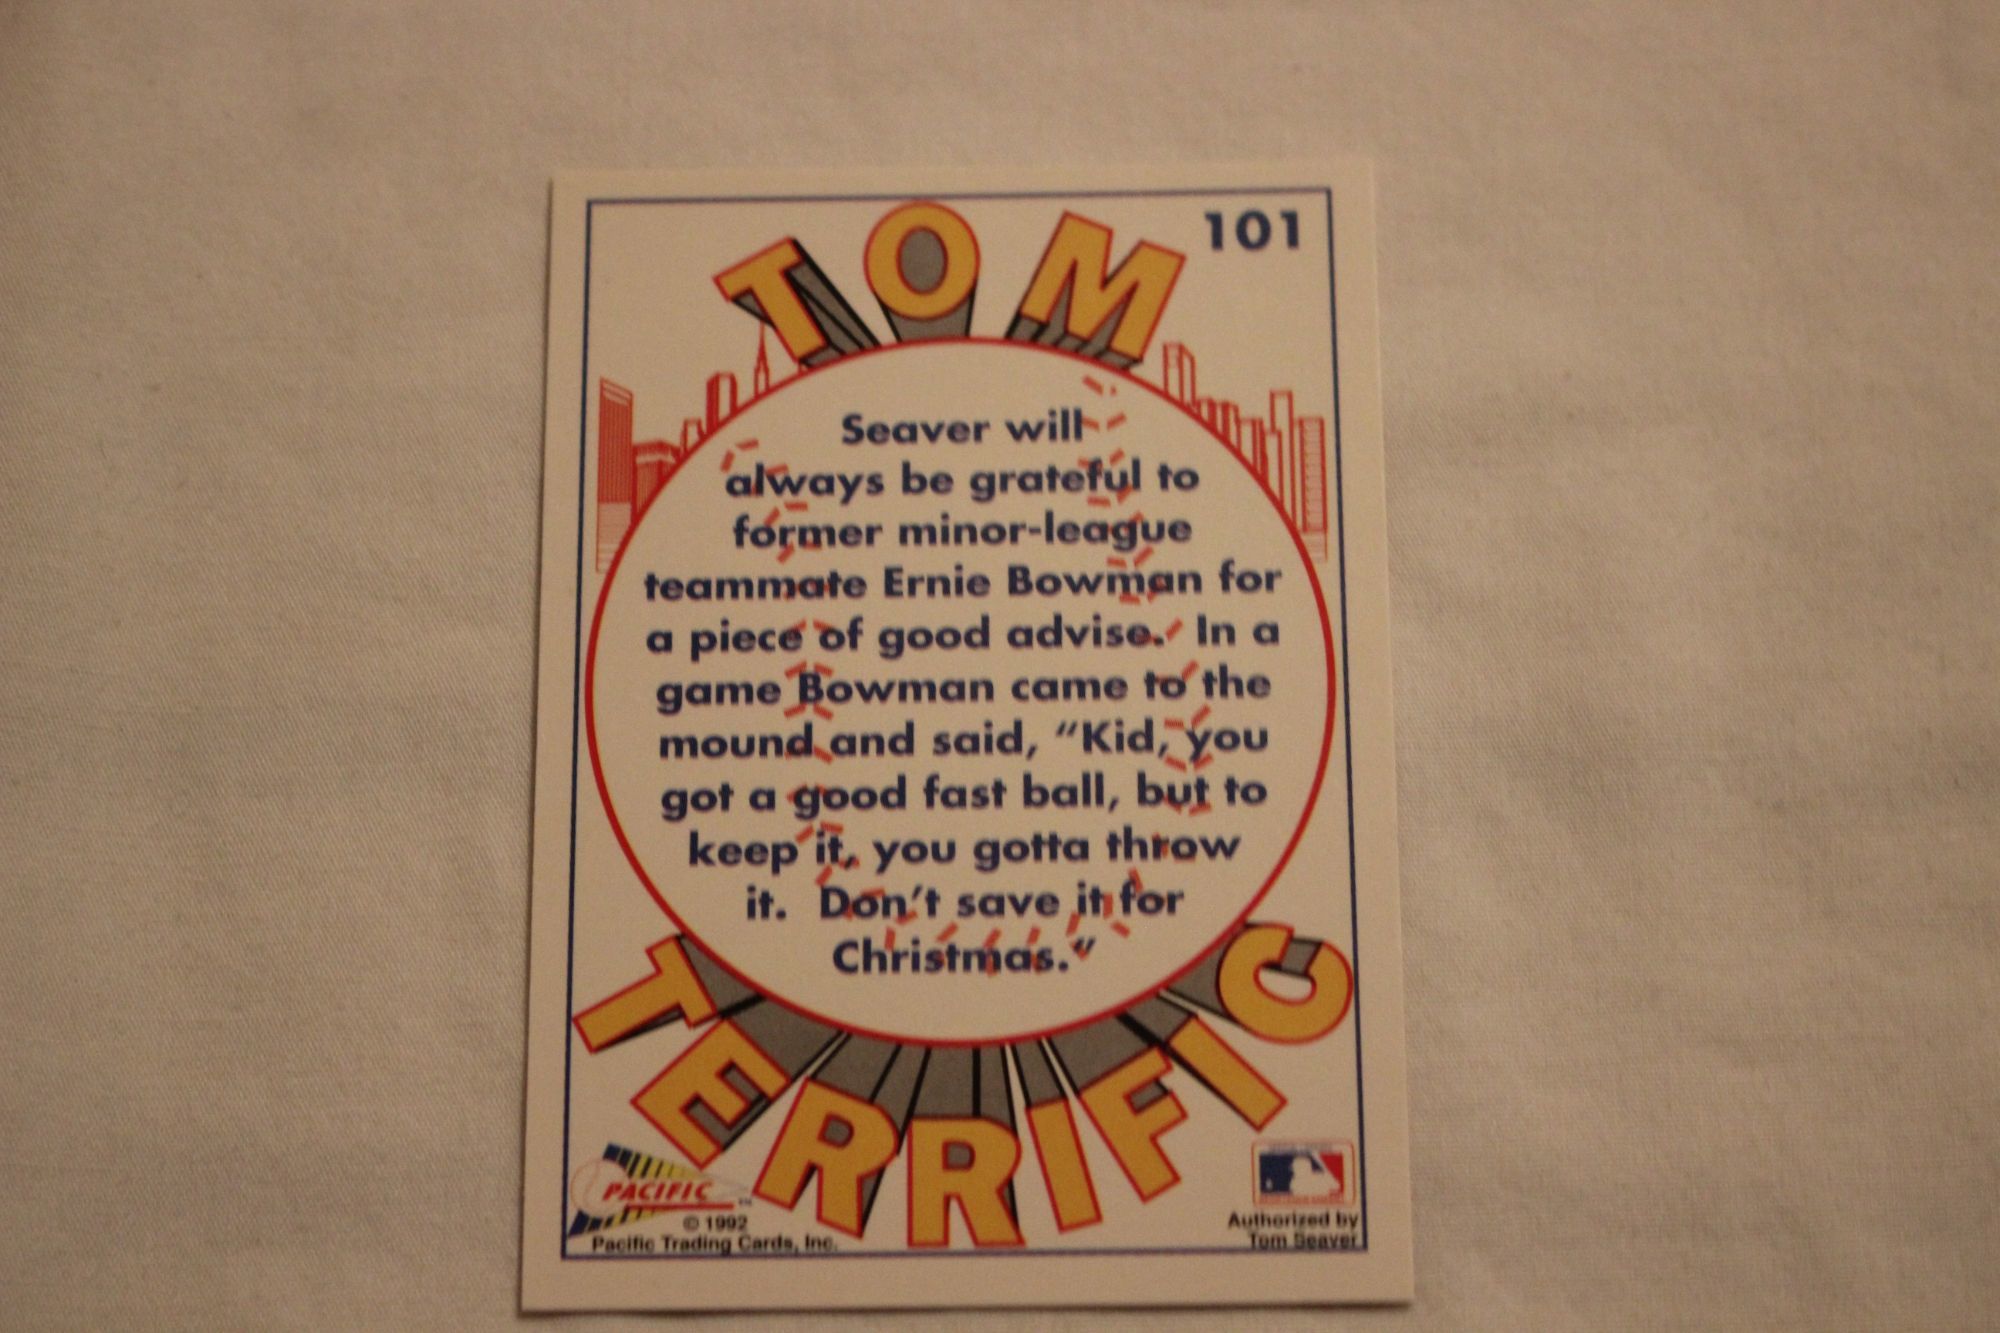 101
TOM
Seaver will
always be grateful to
former minor-league
teammate Ernie Bowman for
a piece of good advise. In a
game Bowman came to the
mound and said, "Kid, you
got a good fast ball, but to
keep it, you gotta throw
it. Don't save it for
Christmas."
TERRIFIC
PACIFIC™
© 1992
Pacific Trading Cards, Inc.
Authorized by
Tom Seaver